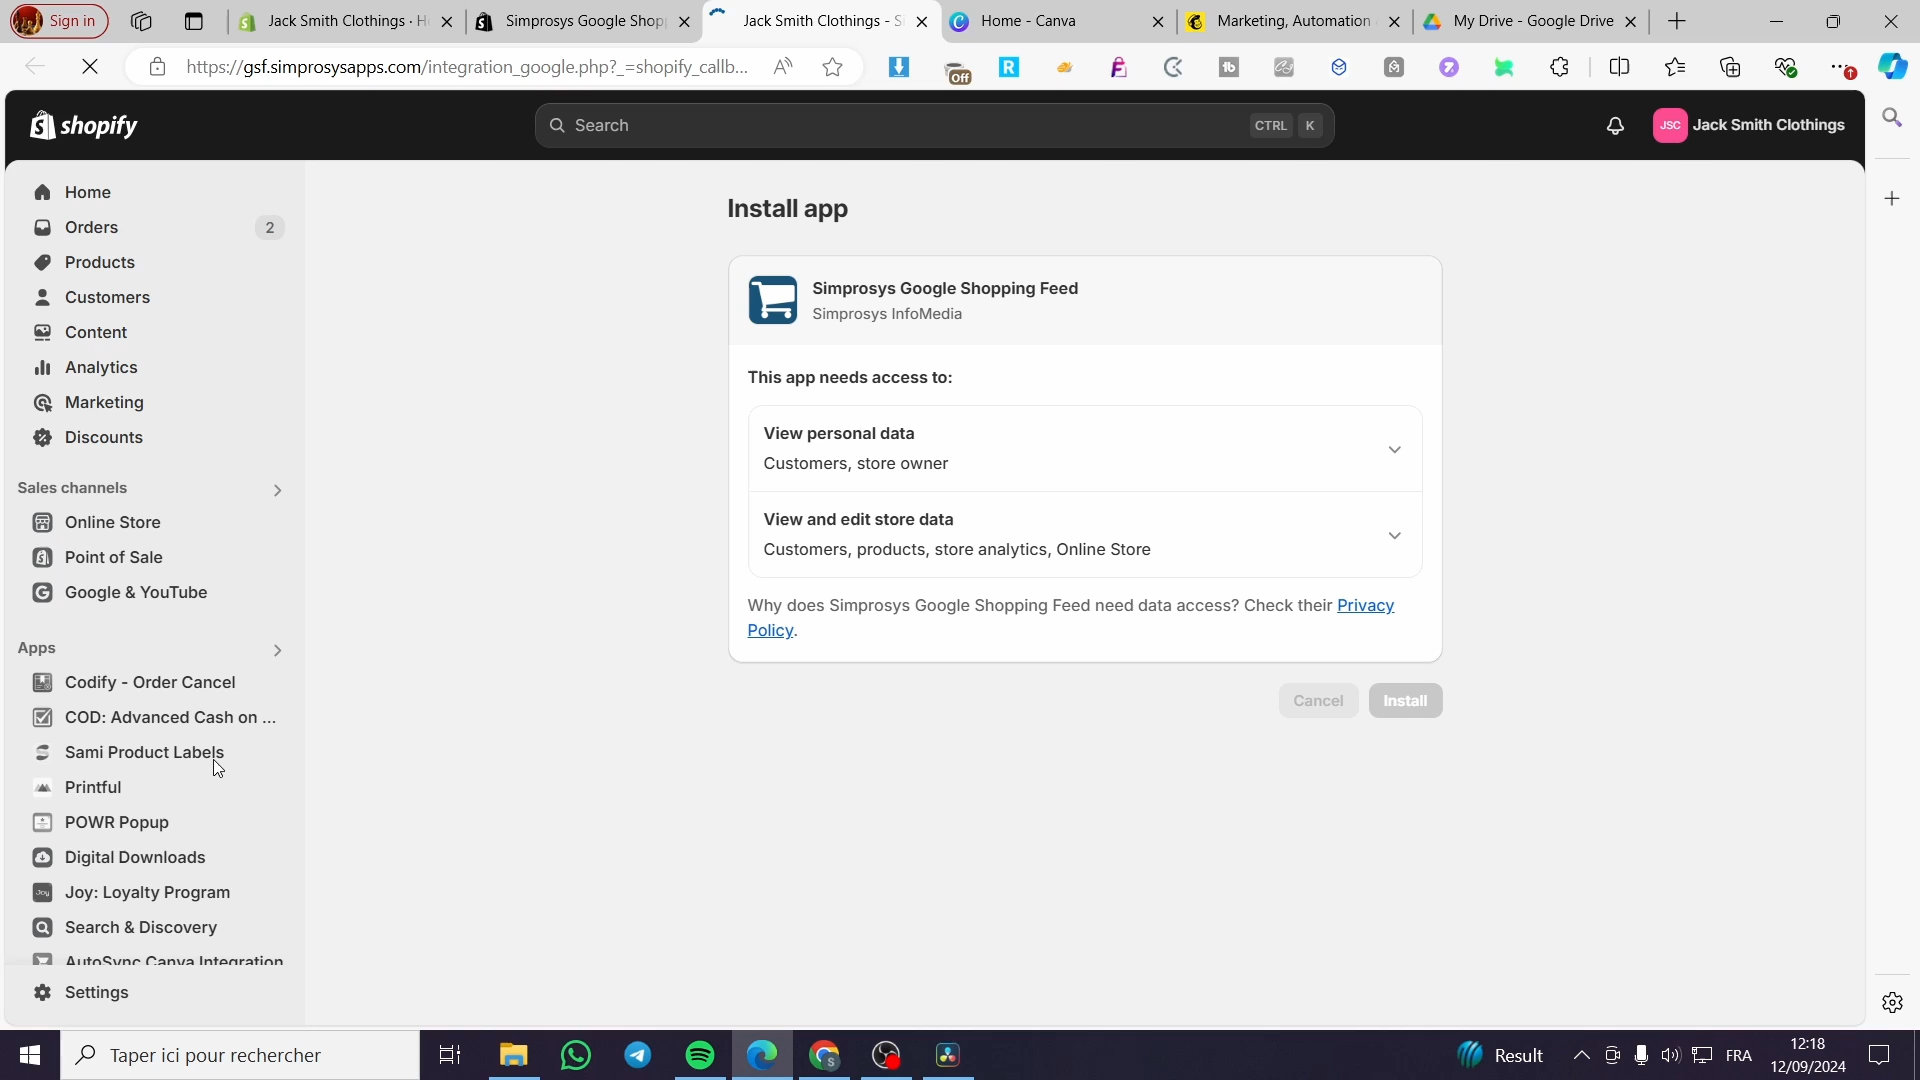 Sign in
Jack Smith Clothings · H
Simprosys Google Shop
Jack Smith Clothings - S
Home - Canva
Marketing, Automation
My Drive - Google Drive
https://gsf.simprosysapps.com/integration_google.php?_=shopify_callb...
Off
shopify
Search
CTRL K
JSC
Jack Smith Clothings
Home
Orders
2
Products
Customers
Content
Analytics
Marketing
Discounts
Sales channels
Online Store
Point of Sale
Google & YouTube
Apps
Codify - Order Cancel
COD: Advanced Cash on ...
Sami Product Labels
Printful
POWR Popup
Digital Downloads
Joy: Loyalty Program
Search & Discovery
AutoSync Canva Integration
Settings
Install app
Simprosys Google Shopping Feed
Simprosys InfoMedia
This app needs access to:
View personal data
Customers, store owner
View and edit store data
Customers, products, store analytics, Online Store
Why does Simprosys Google Shopping Feed need data access? Check their Privacy
Policy.
Cancel
Install
Taper ici pour rechercher
Result
FRA
12:18
12/09/2024